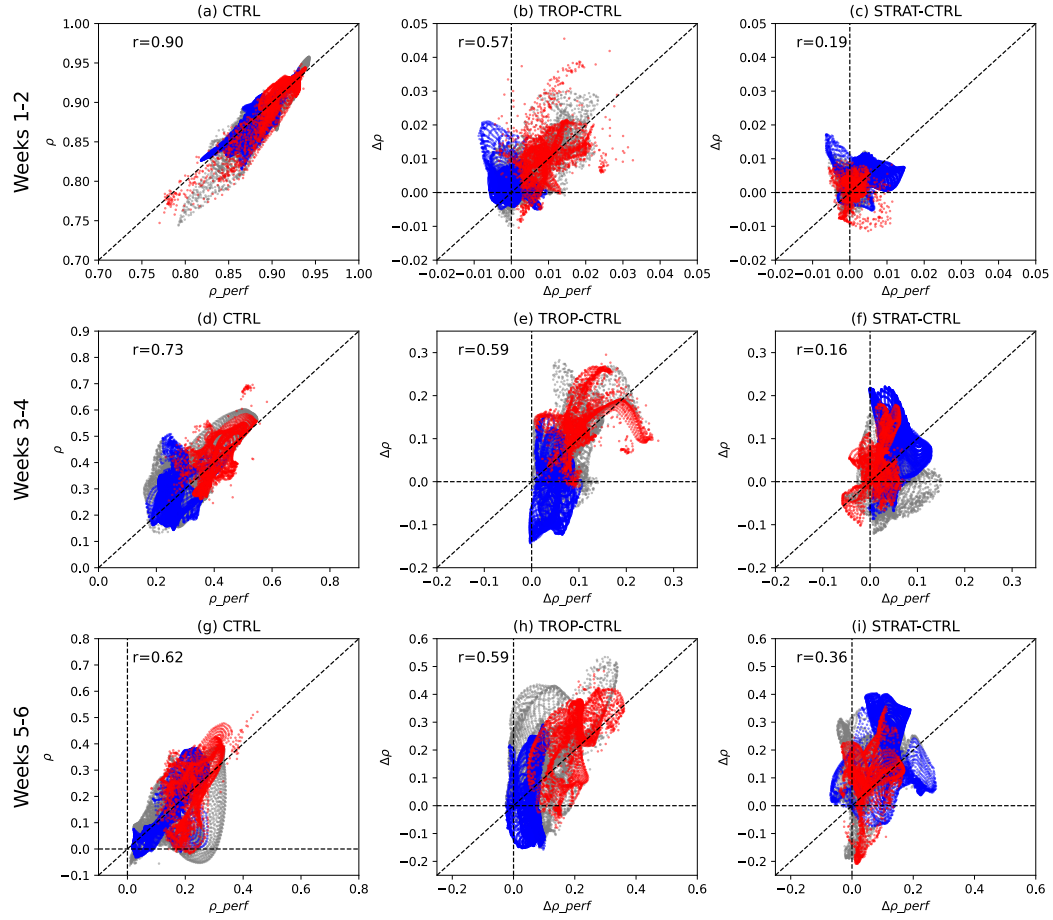 (a) CTRL
(b) TROP-CTRL
(c) STRAT-CTRL
Weeks 1-2
ρ
1.00
0.95
0.90
0.85
0.80
0.75
0.70
r=0.90
0.70 0.75 0.80 0.85 0.90 0.95 1.00
ρ_perf
Δρ
0.05
0.04
0.03
0.02
0.01
0.00
−0.01
−0.02
r=0.57
−0.02 −0.01 0.00 0.01 0.02 0.03 0.04 0.05
Δρ_perf
Δρ
0.05
0.04
0.03
0.02
0.01
0.00
−0.01
−0.02
r=0.19
−0.02 −0.01 0.00 0.01 0.02 0.03 0.04 0.05
Δρ_perf
(d) CTRL
(e) TROP-CTRL
(f) STRAT-CTRL
Weeks 3-4
ρ
0.9
0.8
0.7
0.6
0.5
0.4
0.3
0.2
0.1
0.0
r=0.73
0.0 0.2 0.4 0.6 0.8
ρ_perf
Δρ
0.3
0.2
0.1
0.0
−0.1
−0.2
r=0.59
−0.2 −0.1 0.0 0.1 0.2 0.3
Δρ_perf
Δρ
0.3
0.2
0.1
0.0
−0.1
−0.2
r=0.16
−0.2 −0.1 0.0 0.1 0.2 0.3
Δρ_perf
(g) CTRL
(h) TROP-CTRL
(i) STRAT-CTRL
Weeks 5-6
ρ
0.8
0.7
0.6
0.5
0.4
0.3
0.2
0.1
0.0
−0.1
r=0.62
0.0 0.2 0.4 0.6 0.8
ρ_perf
Δρ
0.6
0.5
0.4
0.3
0.2
0.1
0.0
−0.1
−0.2
r=0.59
−0.2 0.0 0.2 0.4 0.6
Δρ_perf
Δρ
0.6
0.5
0.4
0.3
0.2
0.1
0.0
−0.1
−0.2
r=0.36
−0.2 0.0 0.2 0.4 0.6
Δρ_perf